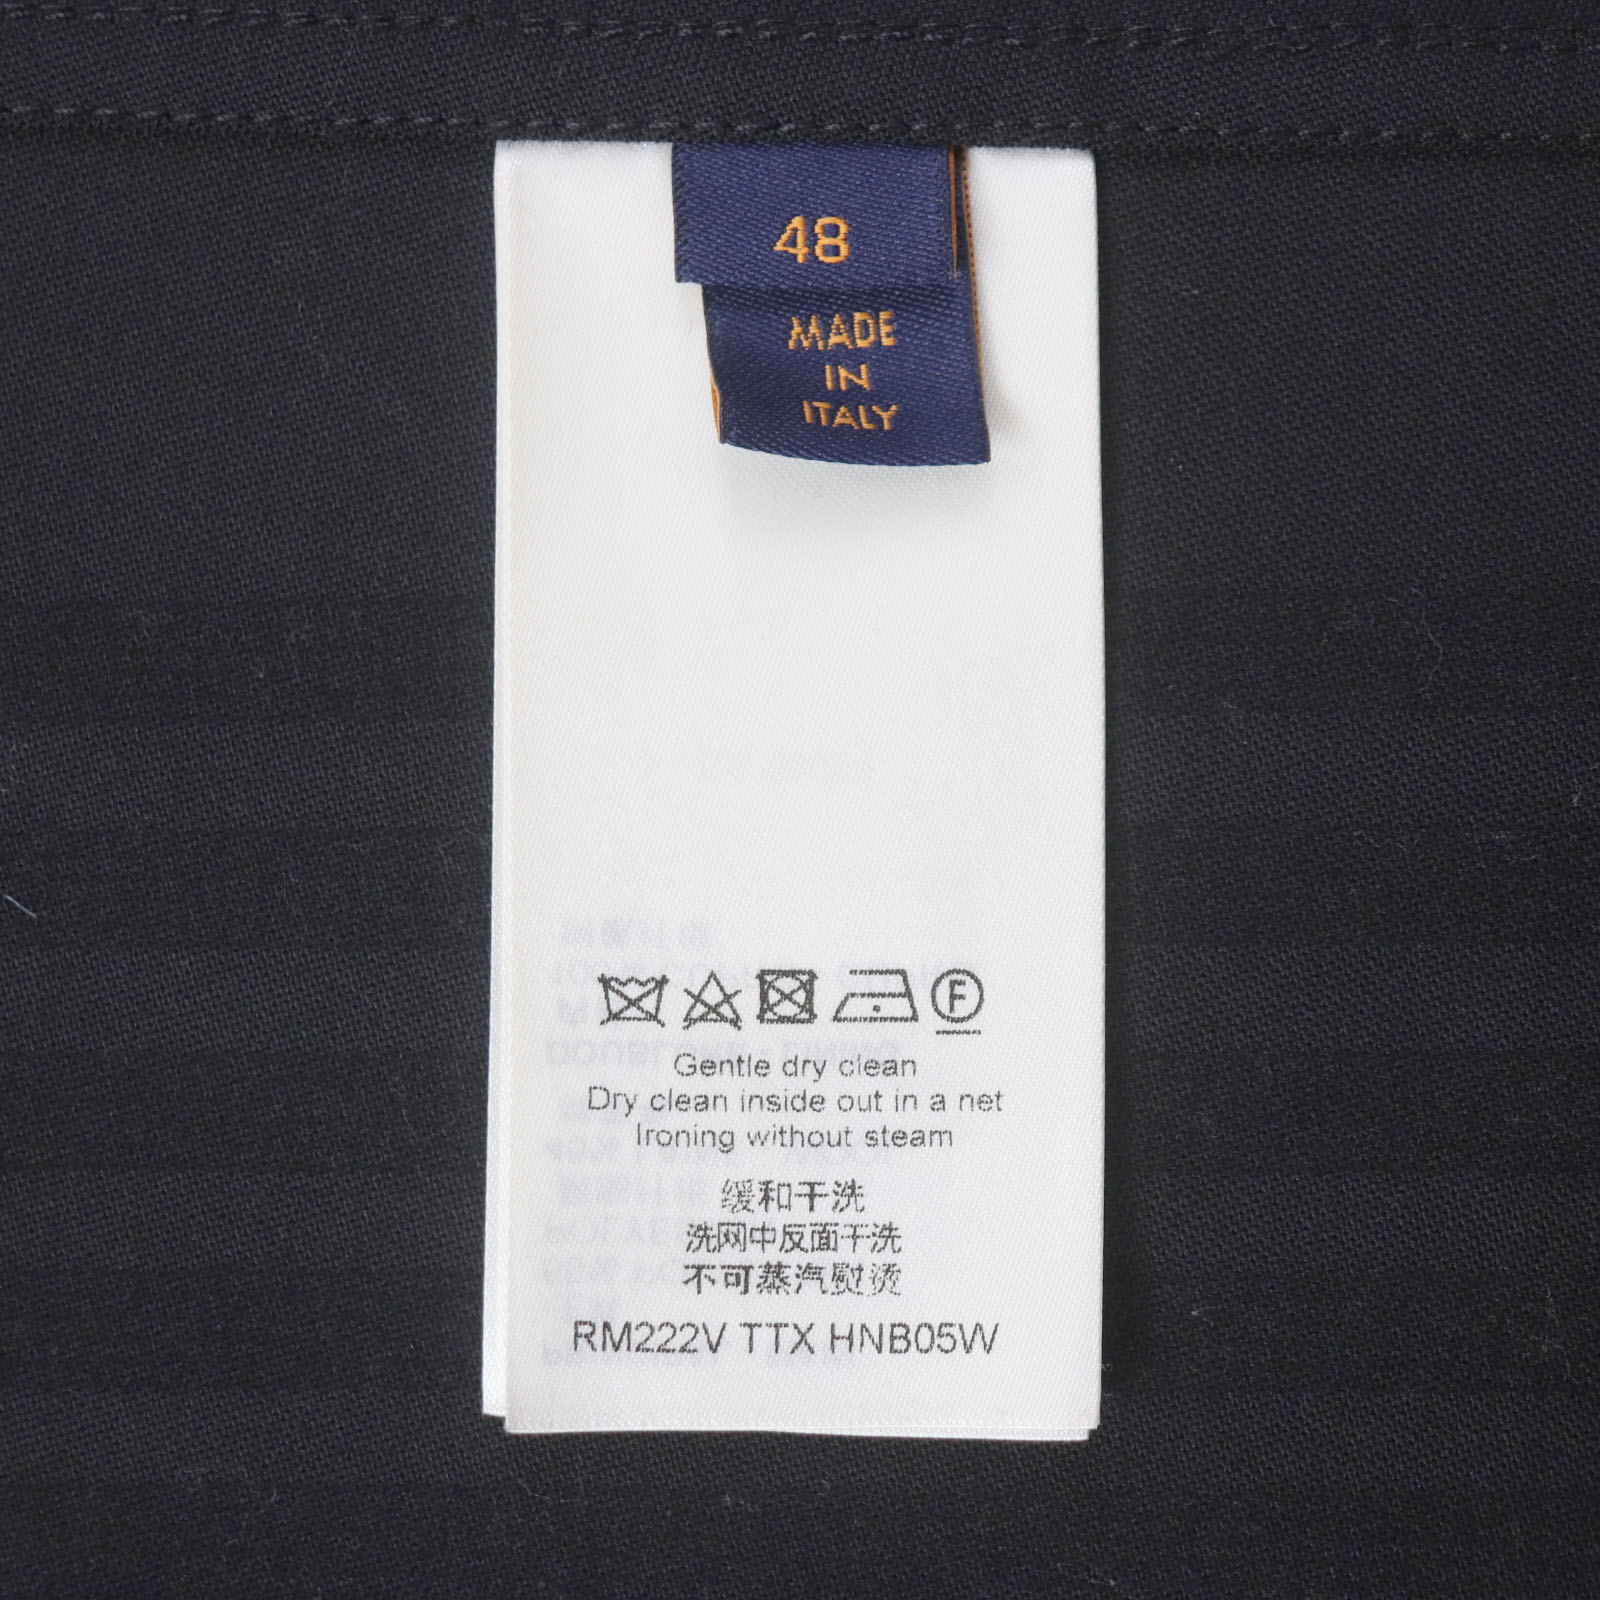 48
MADE
IN
ITALY
F
Gentle dry clean
Dry clean inside out in a net
Ironing without steam
缓和干洗
洗网中反面干洗
不可蒸汽熨烫
RM222V TTX HNB05W